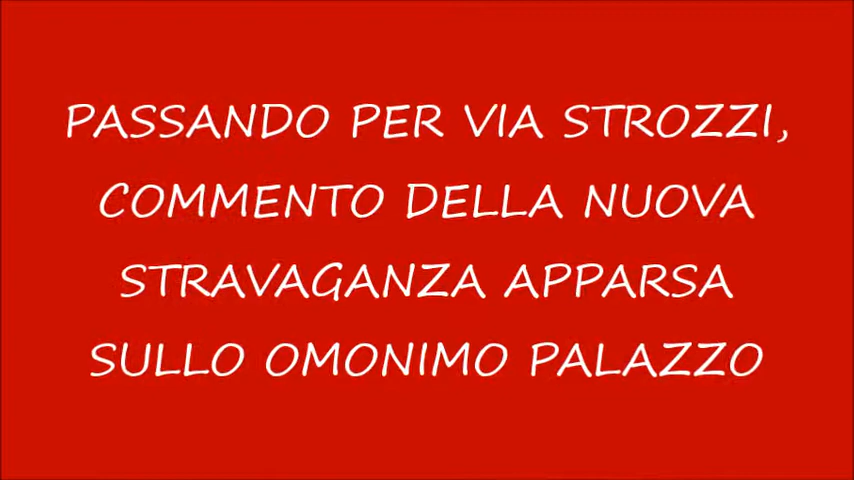 PASSANDO PER VIA STROZZI,
COMMENTO DELLA NUOVA
STRAVAGANZA APPARSA
SULLO OMONIMO PALAZZO